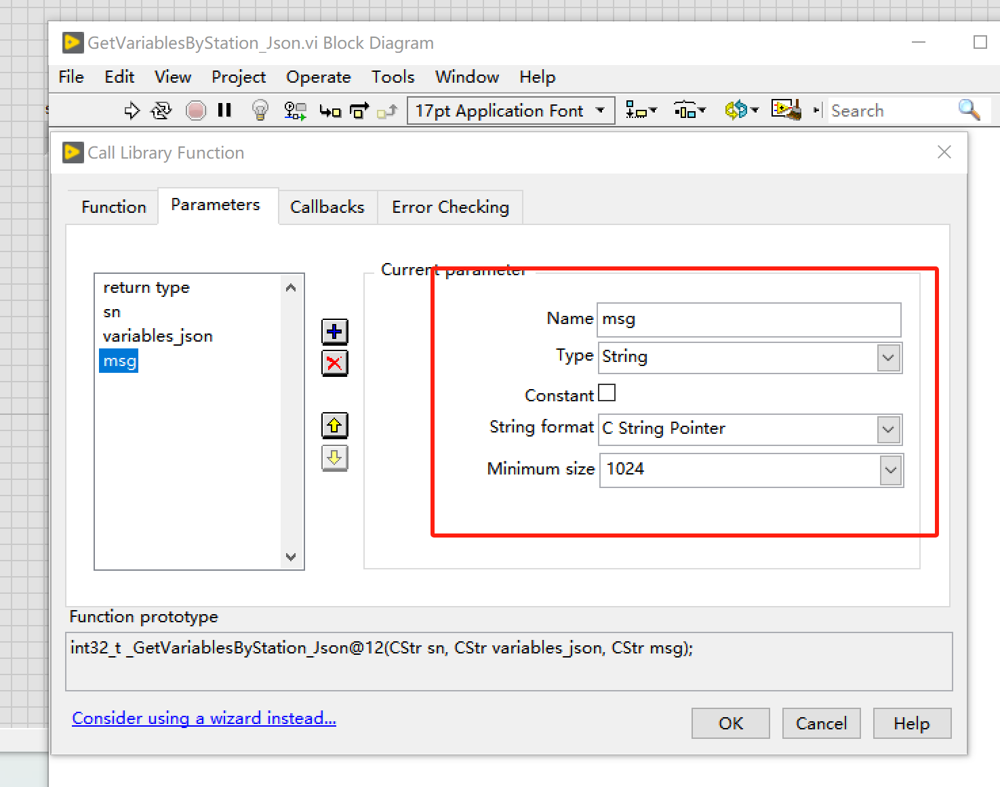 GetVariablesByStation_Json.vi Block Diagram
File Edit View Project Operate Tools Window Help
17pt Application Font
Search
Call Library Function
Function Parameters Callbacks Error Checking
return type
sn
variables_json
msg
Current parameter
Name msg
Type String
Constant
String format C String Pointer
Minimum size 1024
Function prototype
int32_t _GetVariablesByStation_Json@12(CStr sn, CStr variables_json, CStr msg);
Consider using a wizard instead...
OK Cancel Help